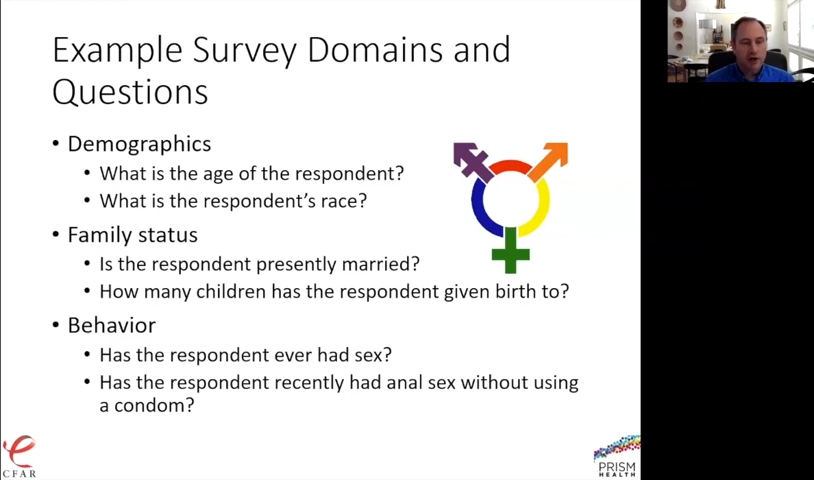 Example Survey Domains and
Questions
• Demographics
• What is the age of the respondent?
• What is the respondent's race?
• Family status
• Is the respondent presently married?
• How many children has the respondent given birth to?
• Behavior
• Has the respondent ever had sex?
• Has the respondent recently had anal sex without using
a condom?
CFAR
PRISM
HEALTH